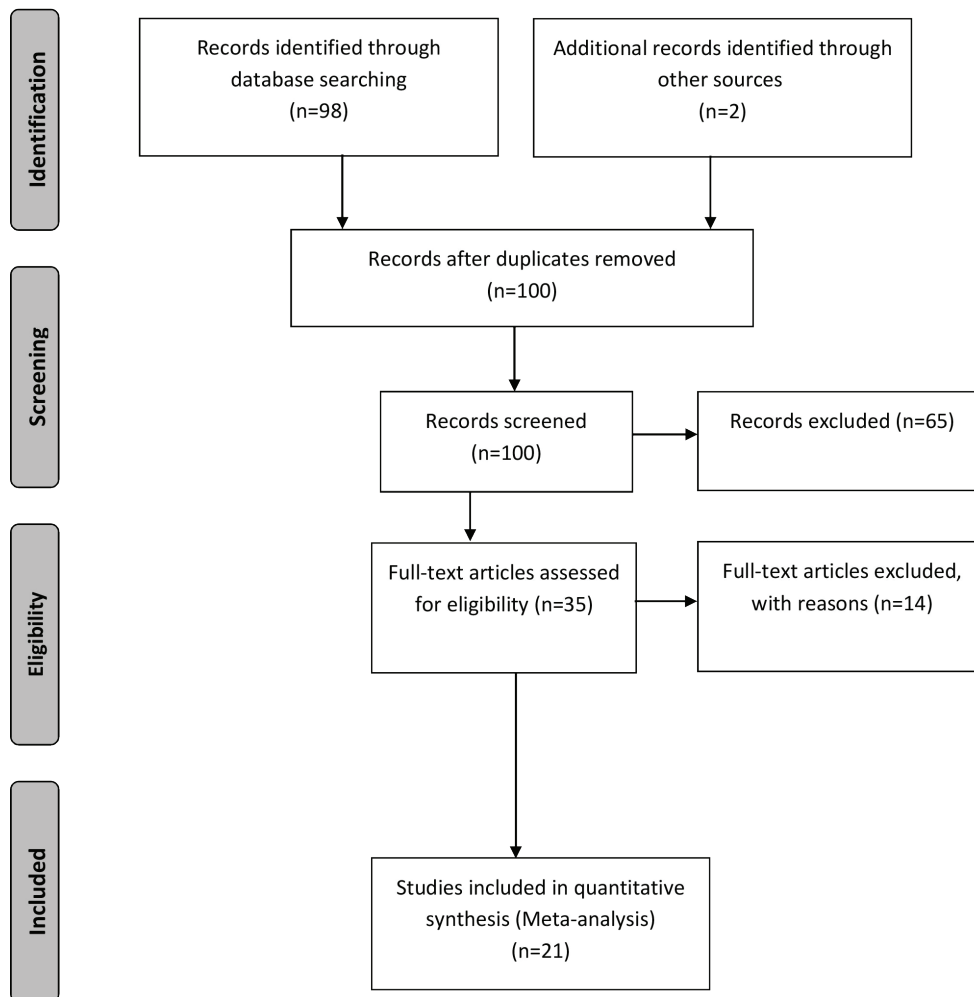 Identification
Records identified through
database searching
(n=98)
Additional records identified through
other sources
(n=2)
Records after duplicates removed
(n=100)
Screening
Records screened
(n=100)
Records excluded (n=65)
Eligibility
Full-text articles assessed
for eligibility (n=35)
Full-text articles excluded,
with reasons (n=14)
Included
Studies included in quantitative
synthesis (Meta-analysis)
(n=21)